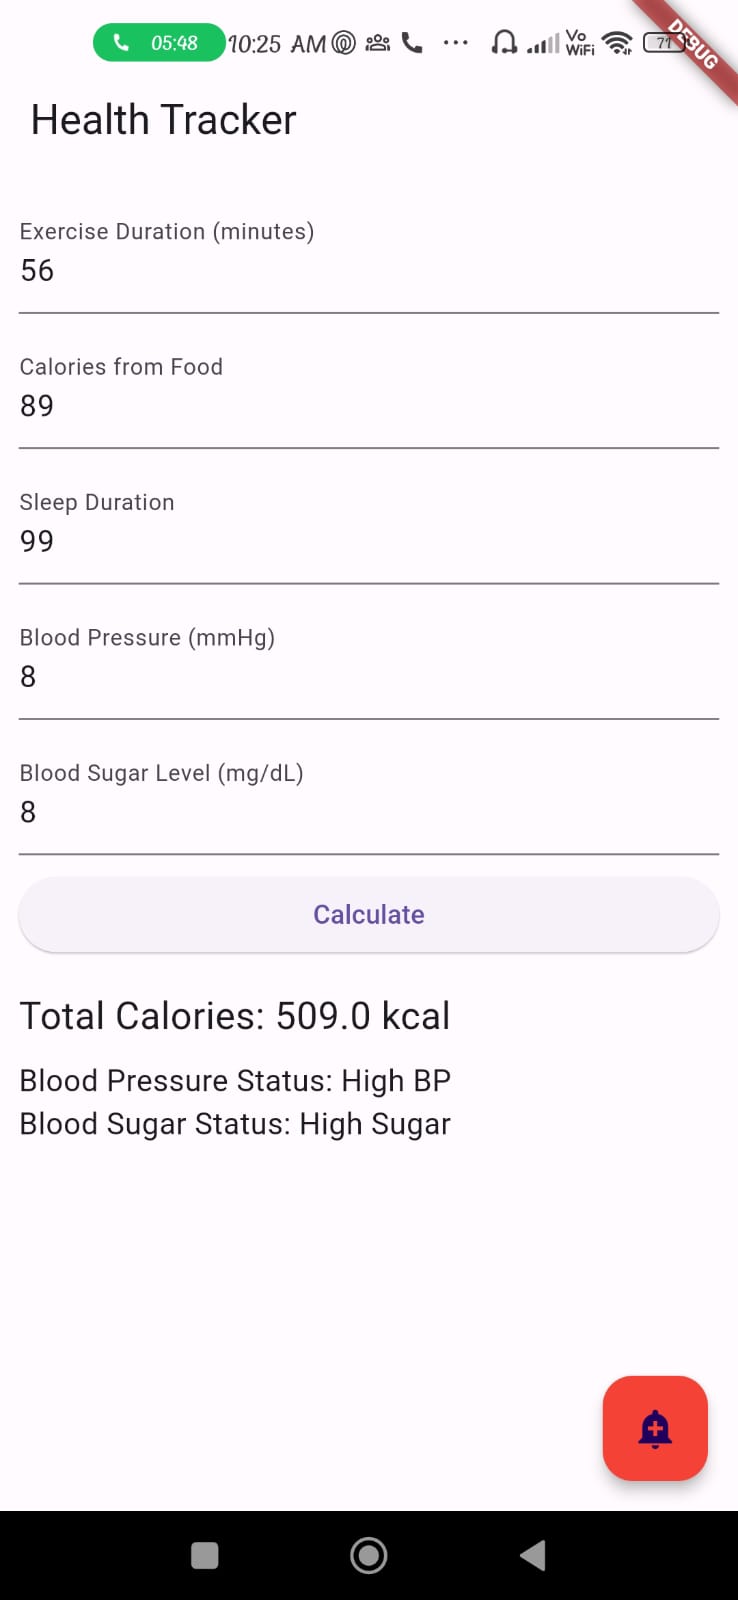 05:48 10:25 AM Vo WiFi 71
DEBUG
Health Tracker
Exercise Duration (minutes)
56
Calories from Food
89
Sleep Duration
99
Blood Pressure (mmHg)
8
Blood Sugar Level (mg/dL)
8
Calculate
Total Calories: 509.0 kcal
Blood Pressure Status: High BP
Blood Sugar Status: High Sugar